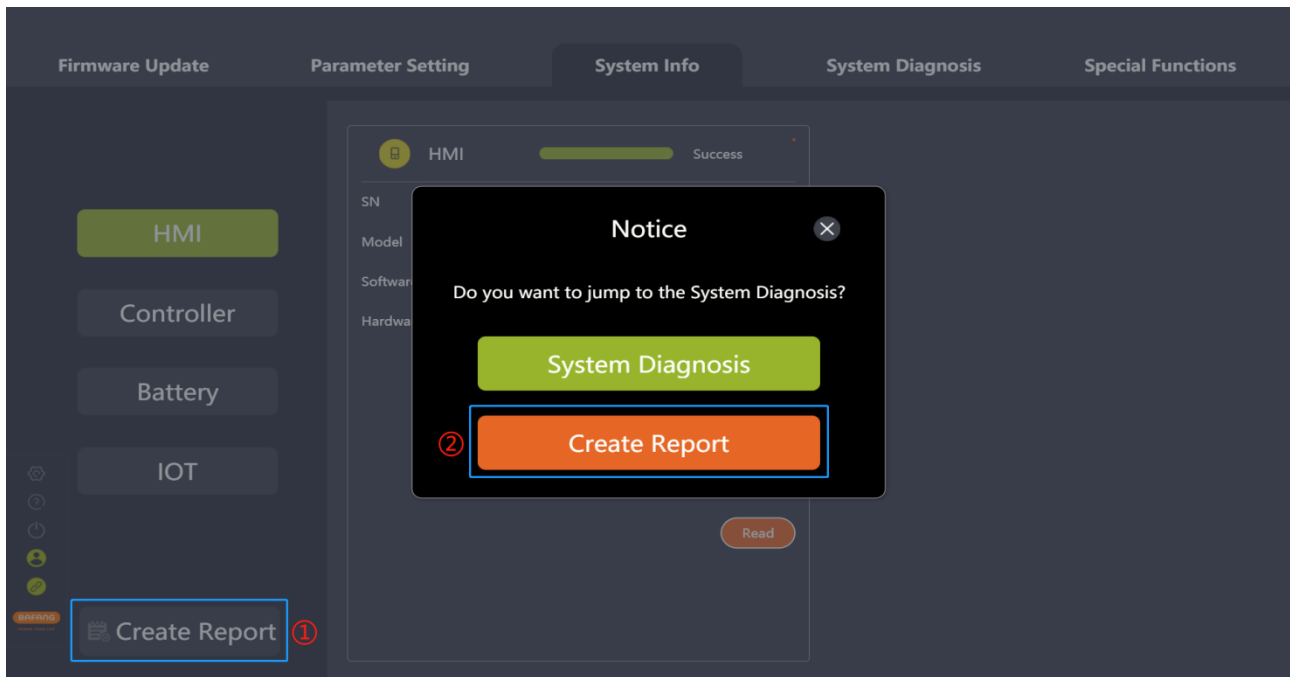 Firmware Update
Parameter Setting
System Info
System Diagnosis
Special Functions
HMI
Success
SN
Model
Softwar
Hardwa
HMI
Controller
Battery
IOT
Notice
Do you want to jump to the System Diagnosis?
System Diagnosis
② Create Report
Read
BAFANG
Create Report ①